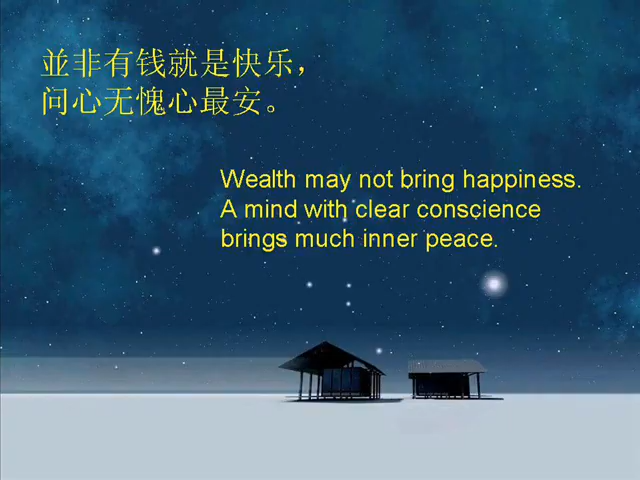 並非有钱就是快乐，
问心无愧心最安。
Wealth may not bring happiness.
A mind with clear conscience
brings much inner peace.